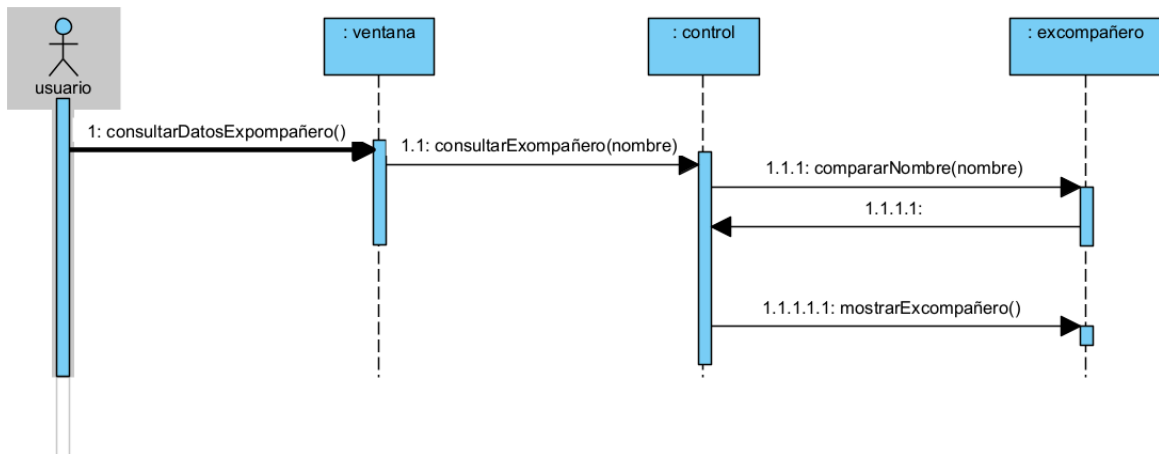 usuario
: ventana
: control
: excompañero
1: consultarDatosExpompañero()
1.1: consultarExompañero(nombre)
1.1.1: compararNombre(nombre)
1.1.1.1:
1.1.1.1.1: mostrarExcompañero()